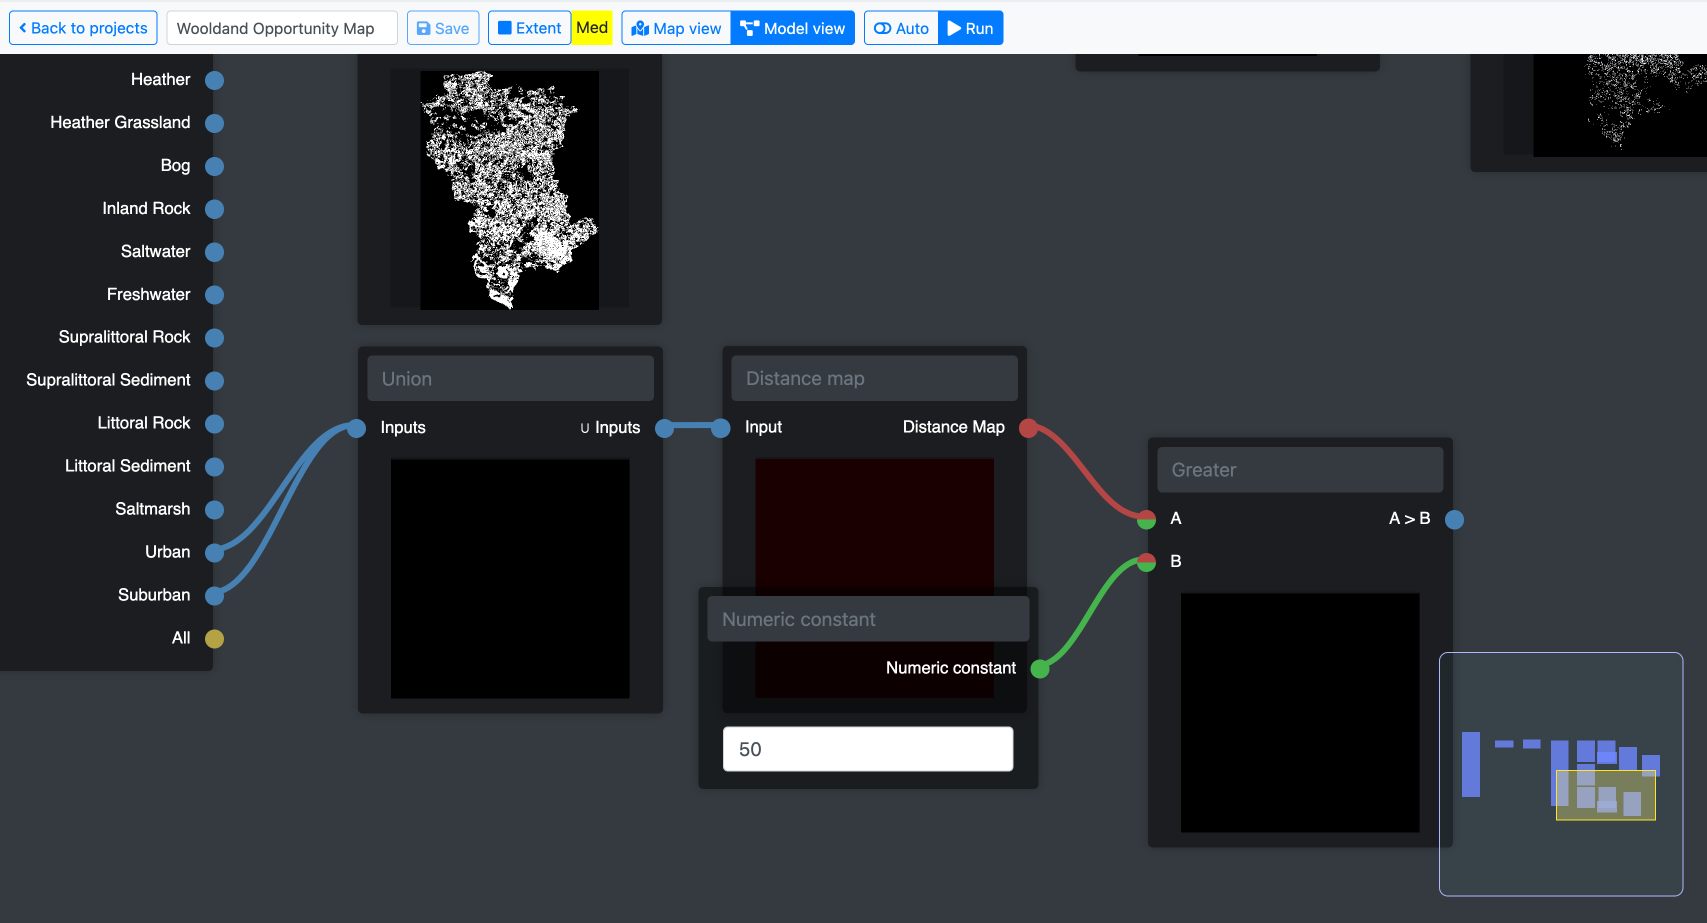 Back to projects
Wooldand Opportunity Map
Save
Extent
Med
Map view
Model view
Auto
Run
Heather
Heather Grassland
Bog
Inland Rock
Saltwater
Freshwater
Supralittoral Rock
Supralittoral Sediment
Littoral Rock
Littoral Sediment
Saltmarsh
Urban
Suburban
All
Union
Inputs
∪ Inputs
Distance map
Input
Distance Map
Numeric constant
Numeric constant
50
Greater
A
A > B
B